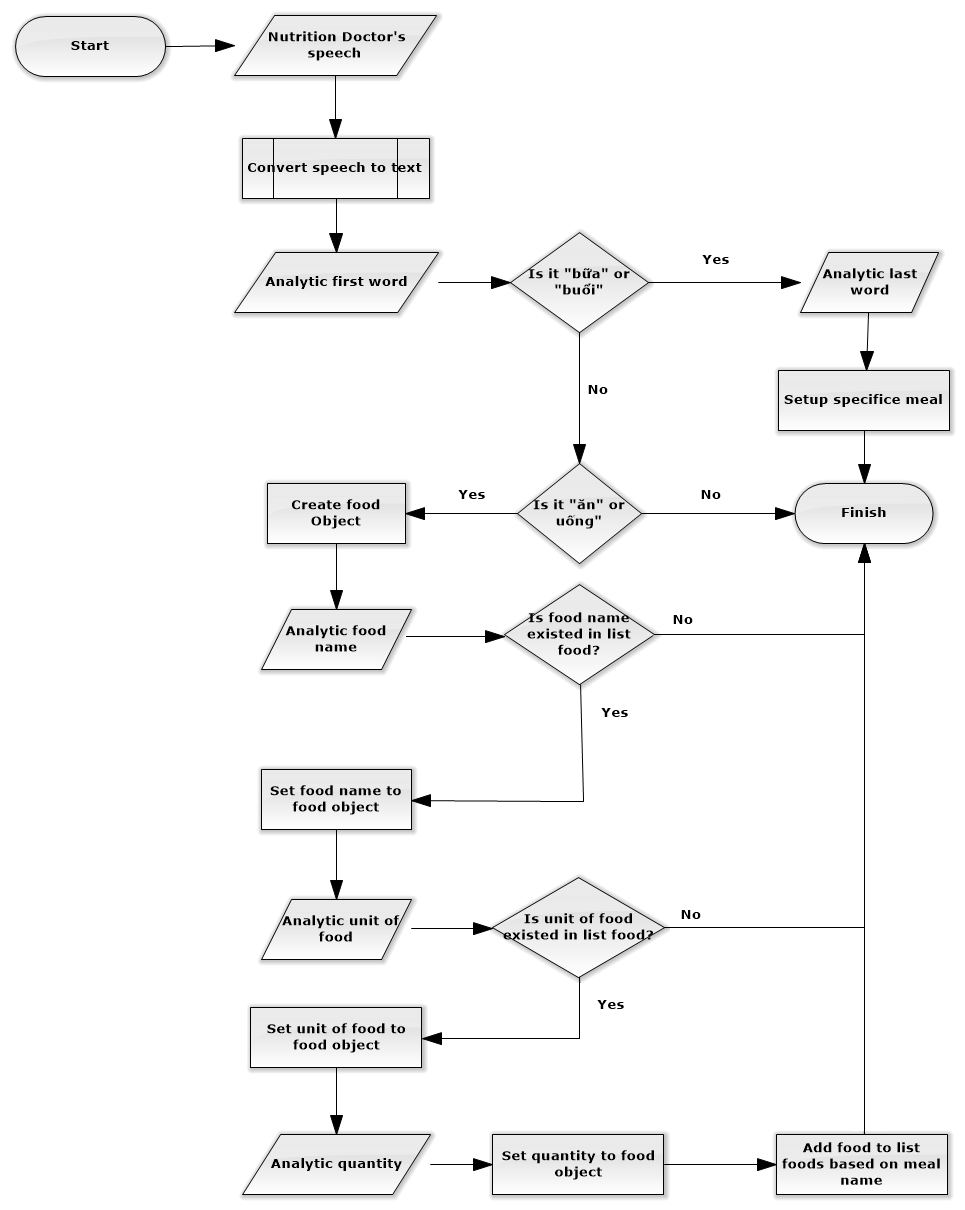 Start
Nutrition Doctor's
speech
Convert speech to text
Analytic first word
Is it "bữa" or
"buổi"
Yes
Analytic last
word
No
Setup specifice meal
Create food
Object
Yes
Is it "ăn" or
uống"
No
Finish
Analytic food
name
Is food name
existed in list
food?
No
Yes
Set food name to
food object
Analytic unit of
food
Is unit of food
existed in list food?
No
Yes
Set unit of food to
food object
Analytic quantity
Set quantity to food
object
Add food to list
foods based on meal
name